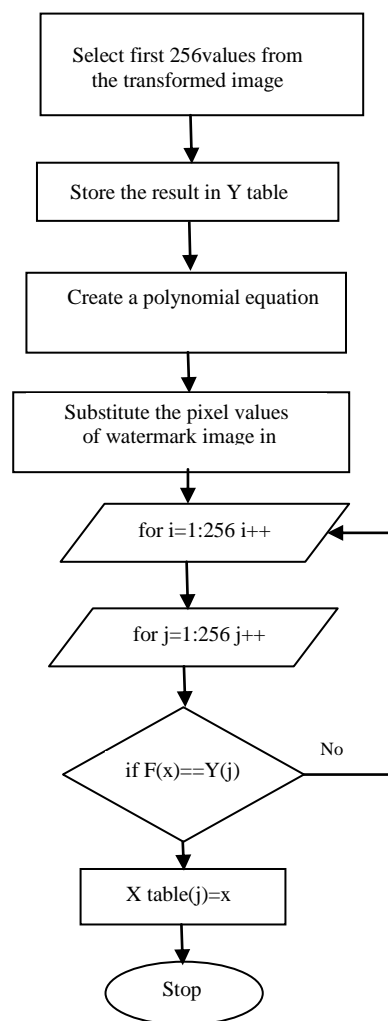 Select first 256values from
the transformed image
Store the result in Y table
Create a polynomial equation
Substitute the pixel values
of watermark image in
for i=1:256 i++
for j=1:256 j++
if F(x)==Y(j)
No
X table(j)=x
Stop